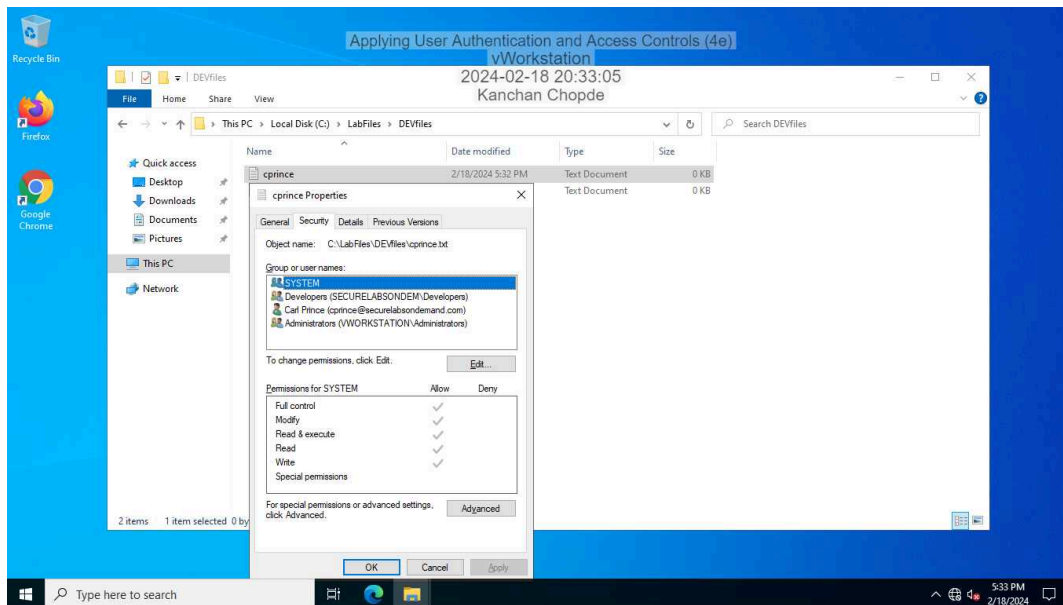 Recycle Bin
Firefox
Google
Chrome
Applying User Authentication and Access Controls (4e)
vWorkstation
2024-02-18 20:33:05
Kanchan Chopde
DEVfiles
File Home Share View
This PC > Local Disk (C:) > LabFiles > DEVfiles
Search DEVfiles
Quick access
Desktop
Downloads
Documents
Pictures
This PC
Network
Name Date modified Type Size
cprince 2/18/2024 5:32 PM Text Document 0 KB
Text Document 0 KB
cprince Properties
General Security Details Previous Versions
Object name: C:\LabFiles\DEVfiles\cprince.txt
Group or user names:
SYSTEM
Developers (SECURELABSONDEM\Developers)
Carl Prince (cprince@securelabsondemand.com)
Administrators (VWORKSTATION\Administrators)
To change permissions, click Edit.
Edit...
Permissions for SYSTEM Allow Deny
Full control
Modify
Read & execute
Read
Write
Special permissions
For special permissions or advanced settings,
click Advanced.
Advanced
OK Cancel Apply
2 items 1 item selected 0 by
Type here to search
5:33 PM
2/18/2024